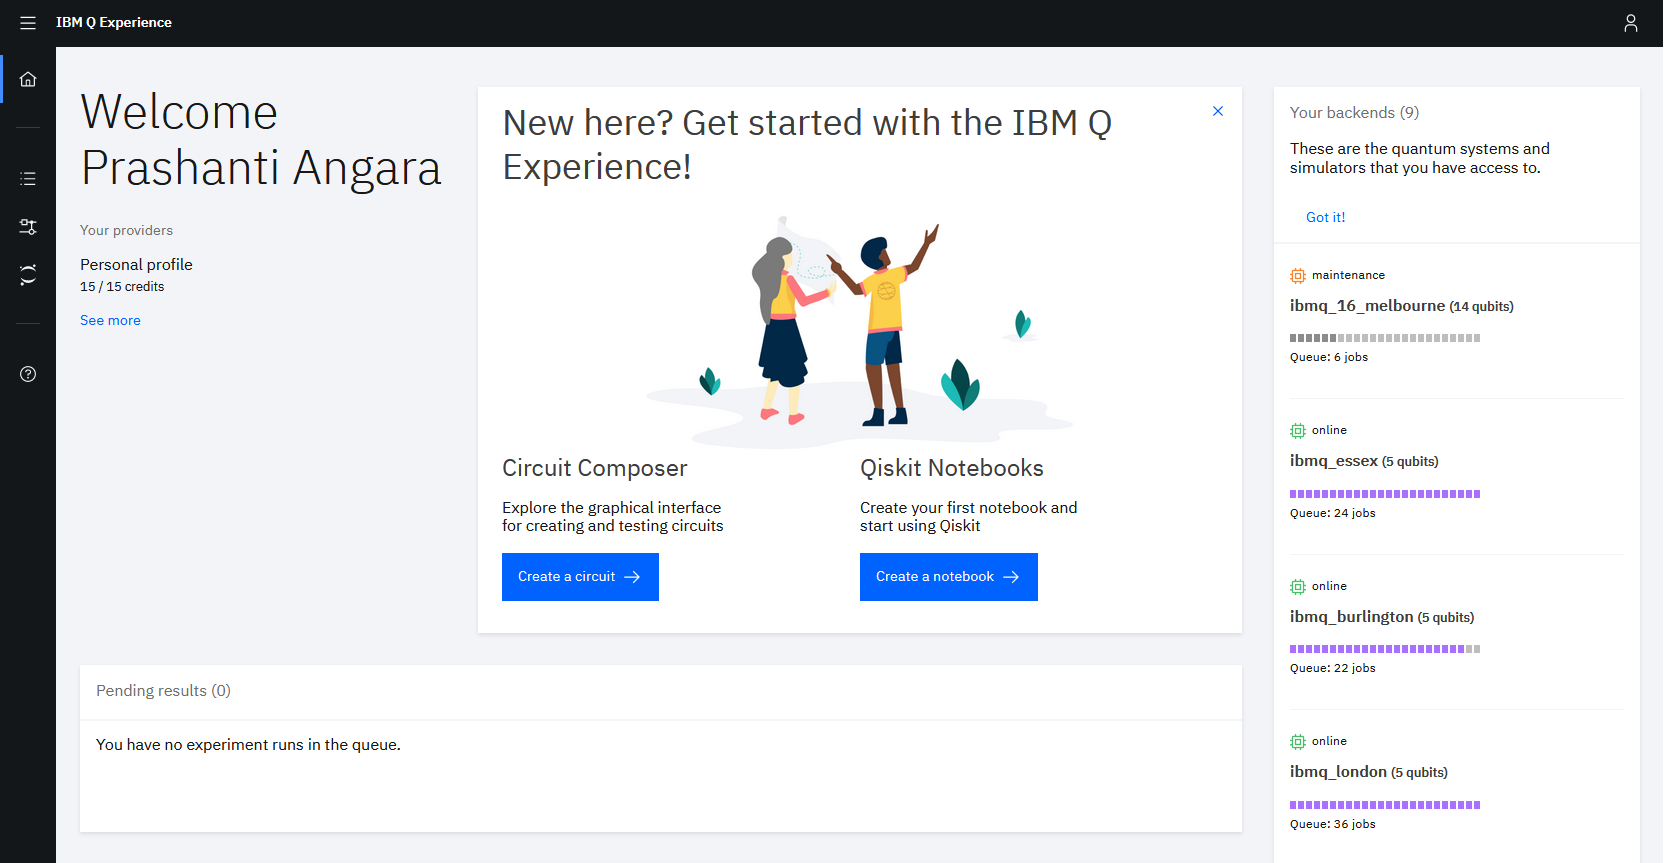 IBM Q Experience
Welcome
Prashanti Angara
Your providers
Personal profile
15 / 15 credits
See more
New here? Get started with the IBM Q
Experience!
Circuit Composer
Explore the graphical interface
for creating and testing circuits
Create a circuit
Qiskit Notebooks
Create your first notebook and
start using Qiskit
Create a notebook
Pending results (0)
You have no experiment runs in the queue.
Your backends (9)
These are the quantum systems and
simulators that you have access to.
Got it!
maintenance
ibmq_16_melbourne (14 qubits)
Queue: 6 jobs
online
ibmq_essex (5 qubits)
Queue: 24 jobs
online
ibmq_burlington (5 qubits)
Queue: 22 jobs
online
ibmq_london (5 qubits)
Queue: 36 jobs